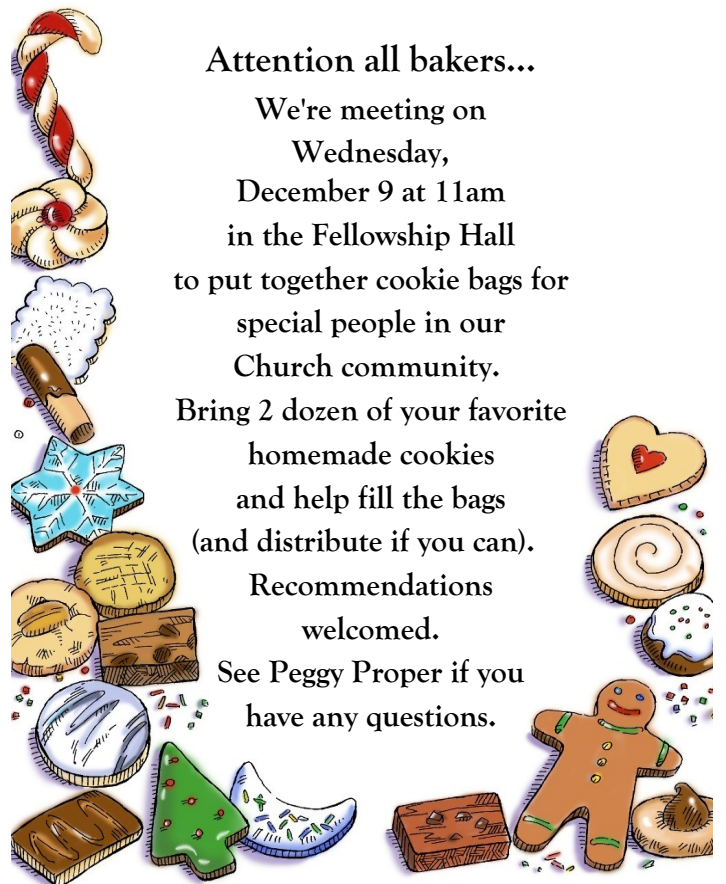 Attention all bakers...
We're meeting on
Wednesday,
December 9 at 11am
in the Fellowship Hall
to put together cookie bags for
special people in our
Church community.
Bring 2 dozen of your favorite
homemade cookies
and help fill the bags
(and distribute if you can).
Recommendations
welcomed.
See Peggy Proper if you
have any questions.